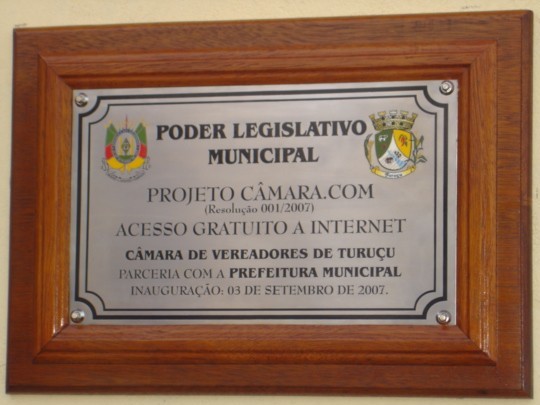 PODER LEGISLATIVO
MUNICIPAL
PROJETO CÂMARA.COM
(Resolução 001/2007)
ACESSO GRATUITO A INTERNET
CÂMARA DE VEREADORES DE TURUÇU
PARCERIA COM A PREFEITURA MUNICIPAL
INAUGURAÇÃO: 03 DE SETEMBRO DE 2007.